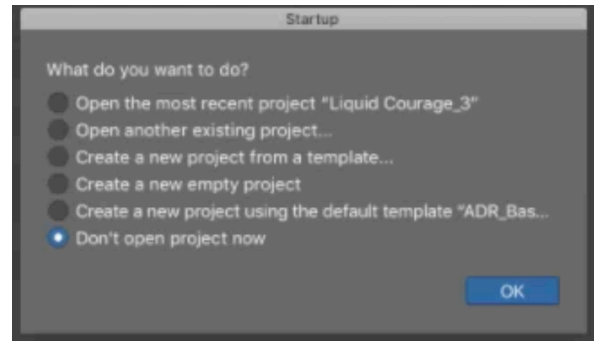 Startup
What do you want to do?
Open the most recent project "Liquid Courage_3"
Open another existing project...
Create a new project from a template...
Create a new empty project
Create a new project using the default template "ADR_Bas...
Don't open project now
OK